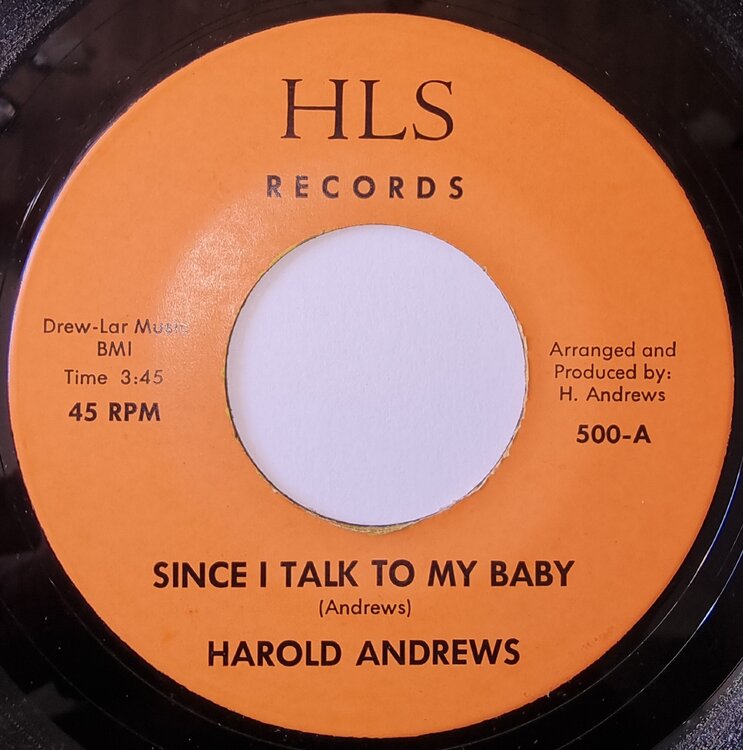 HLS
RECORDS
Drew-Lar Music
BMI
Time 3:45
45 RPM
Arranged and
Produced by:
H. Andrews
500-A
SINCE I TALK TO MY BABY
(Andrews)
HAROLD ANDREWS